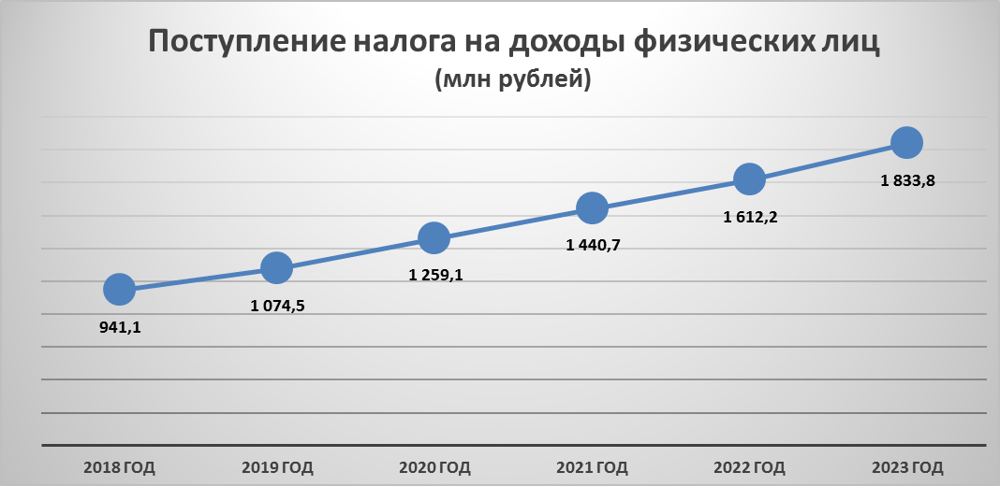 Поступление налога на доходы физических лиц
(млн рублей)
1 833,8
1 612,2
1 440,7
1 259,1
1 074,5
941,1
2018 ГОД 2019 ГОД 2020 ГОД 2021 ГОД 2022 ГОД 2023 ГОД